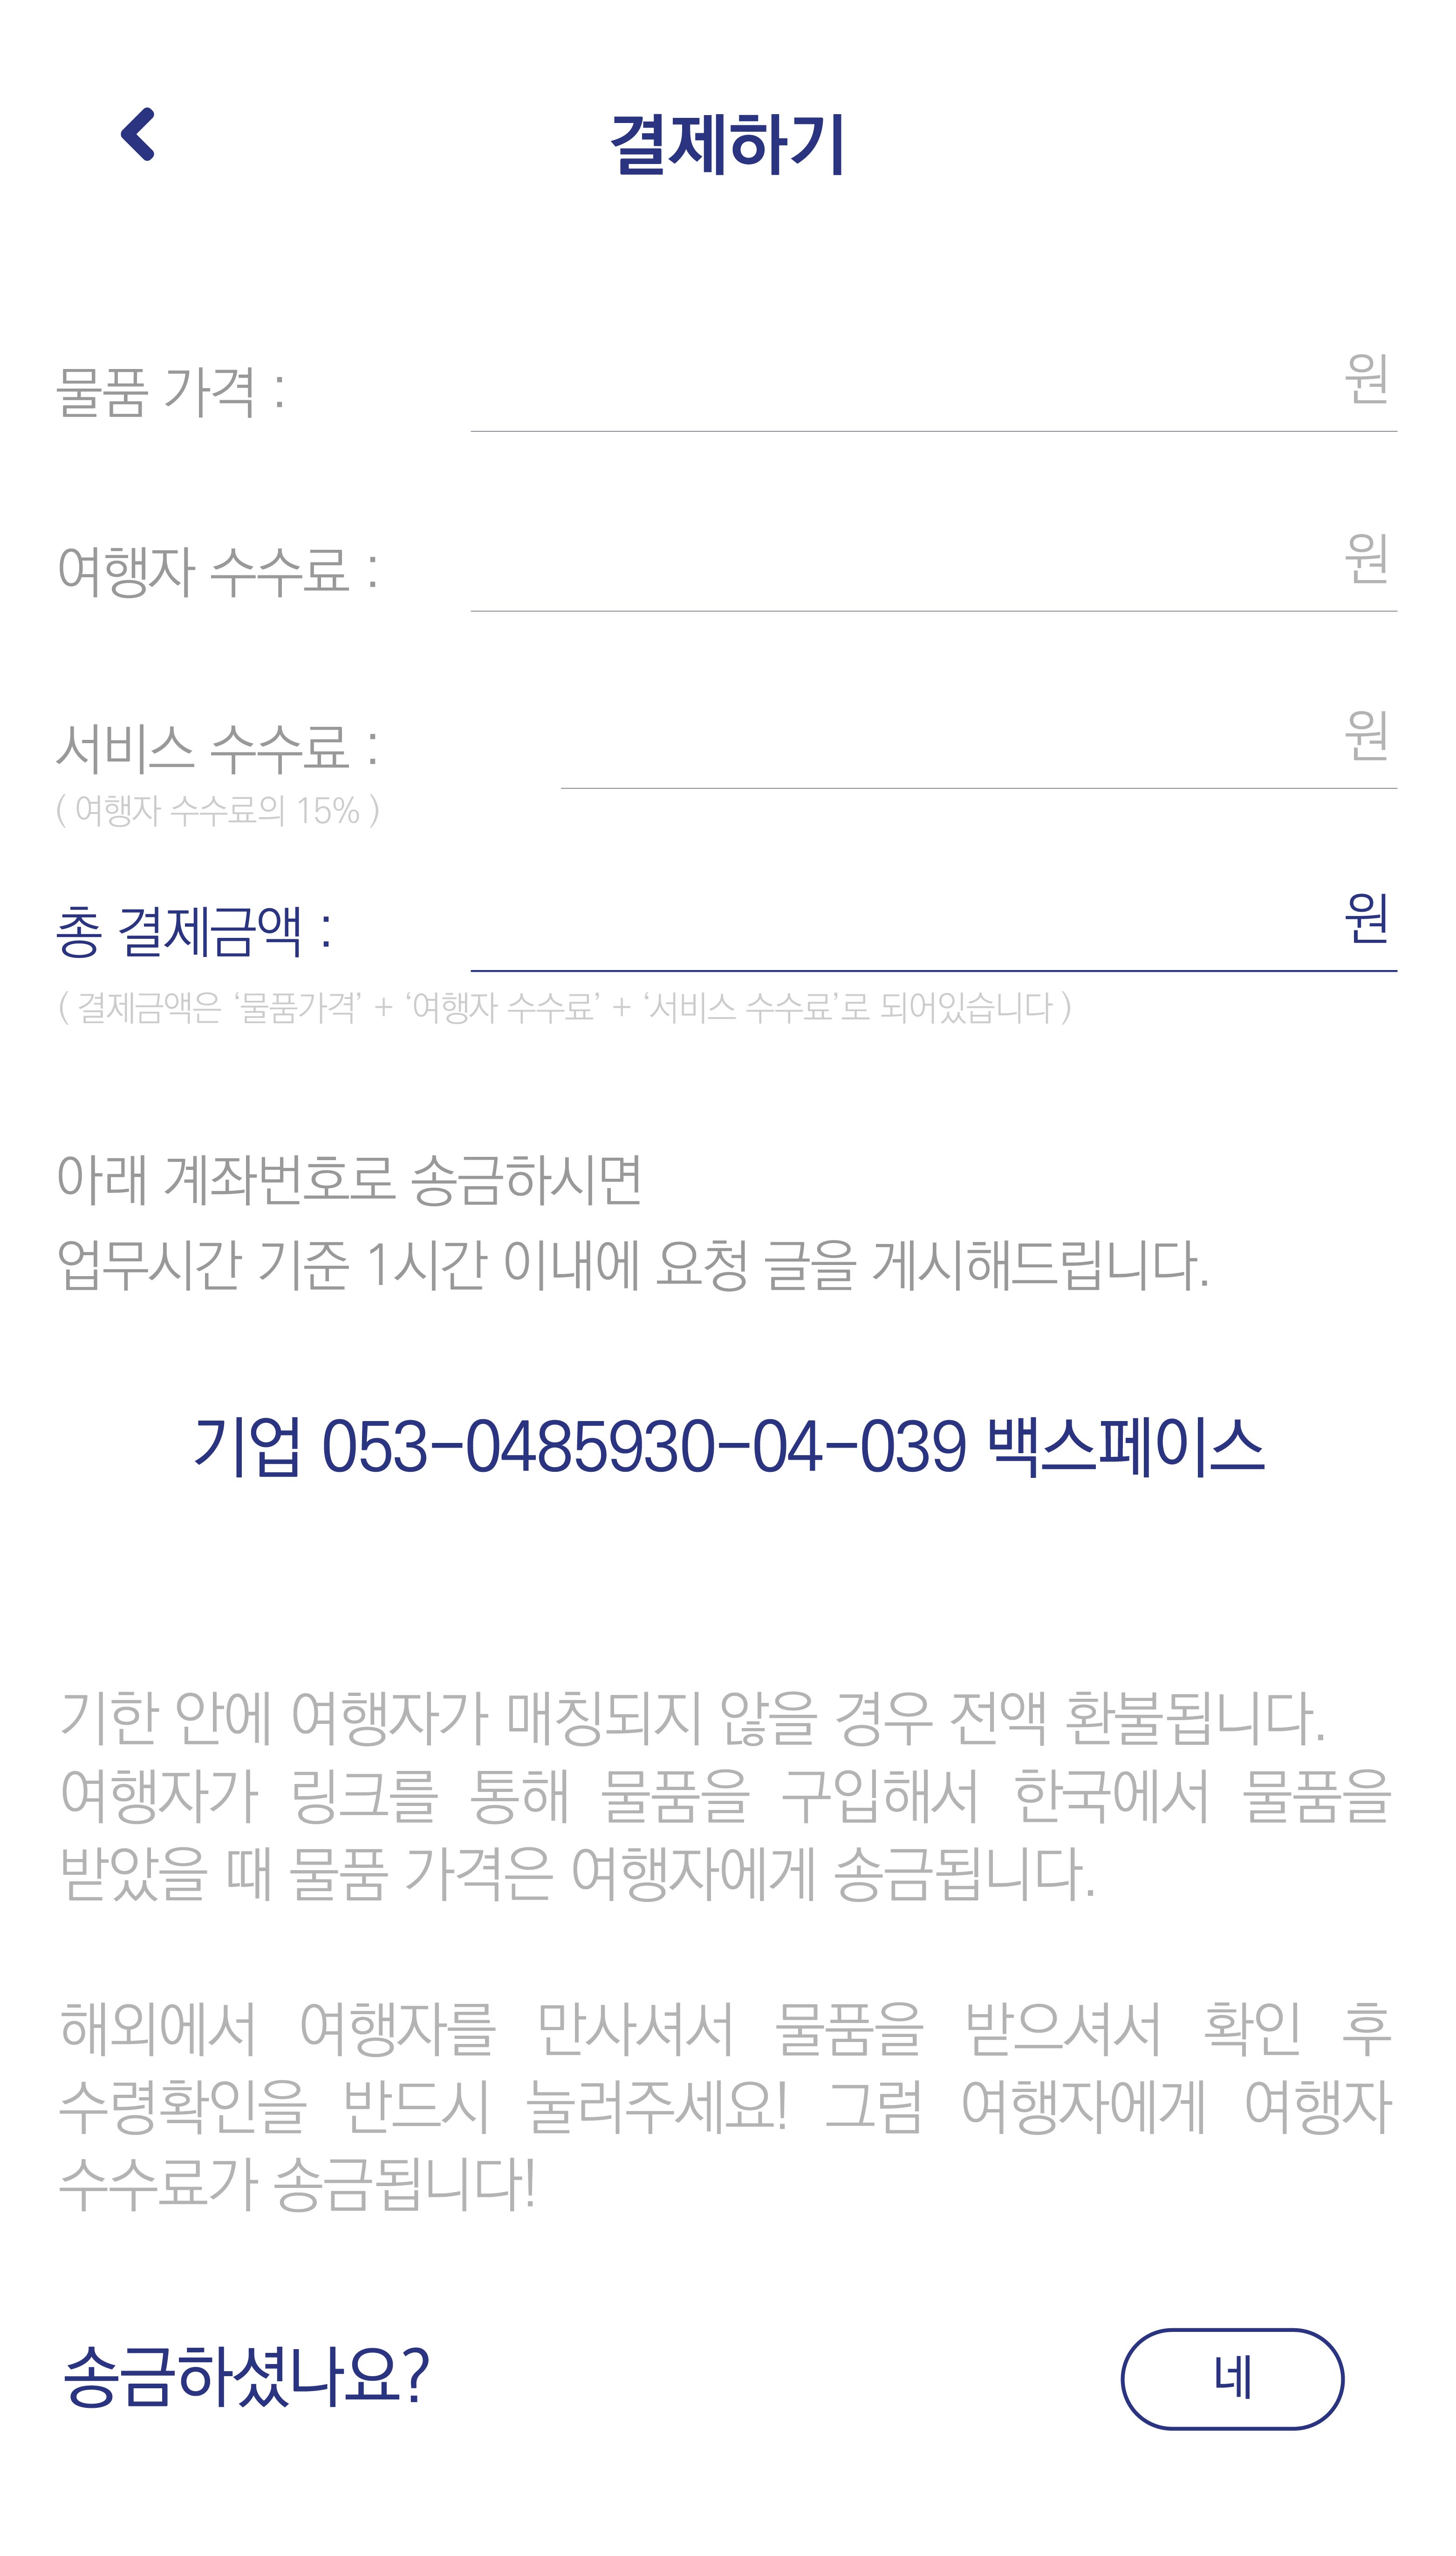 결제하기
물품 가격 : 원
여행자 수수료 : 원
서비스 수수료 : 원
( 여행자 수수료의 15% )
총 결제금액 : 원
( 결제금액은 ‘물품가격’ + ‘여행자 수수료’ + ‘서비스 수수료’로 되어있습니다 )
아래 계좌번호로 송금하시면
업무시간 기준 1시간 이내에 요청 글을 게시해드립니다.
기업 053-0485930-04-039 백스페이스
기한 안에 여행자가 매칭되지 않을 경우 전액 환불됩니다.
여행자가 링크를 통해 물품을 구입해서 한국에서 물품을
받았을 때 물품 가격은 여행자에게 송금됩니다.
해외에서 여행자를 만사셔서 물품을 받으셔서 확인 후
수령확인을 반드시 눌러주세요! 그럼 여행자에게 여행자
수수료가 송금됩니다!
송금하셨나요? 네